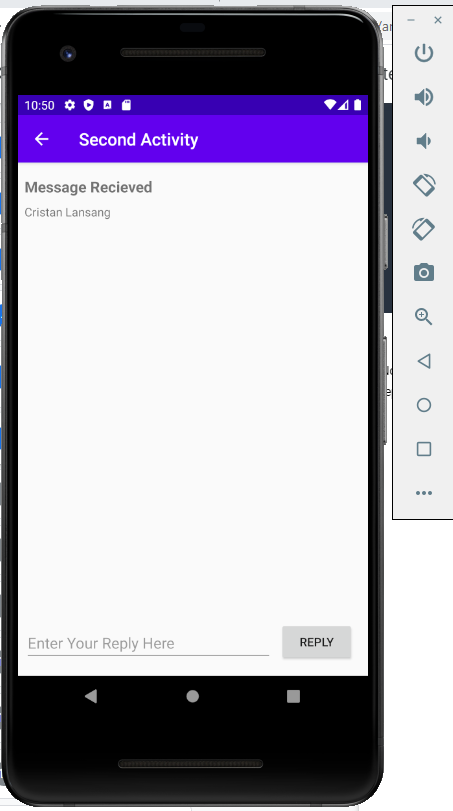 10:50
Second Activity
Message Recieved
Cristan Lansang
Enter Your Reply Here
REPLY